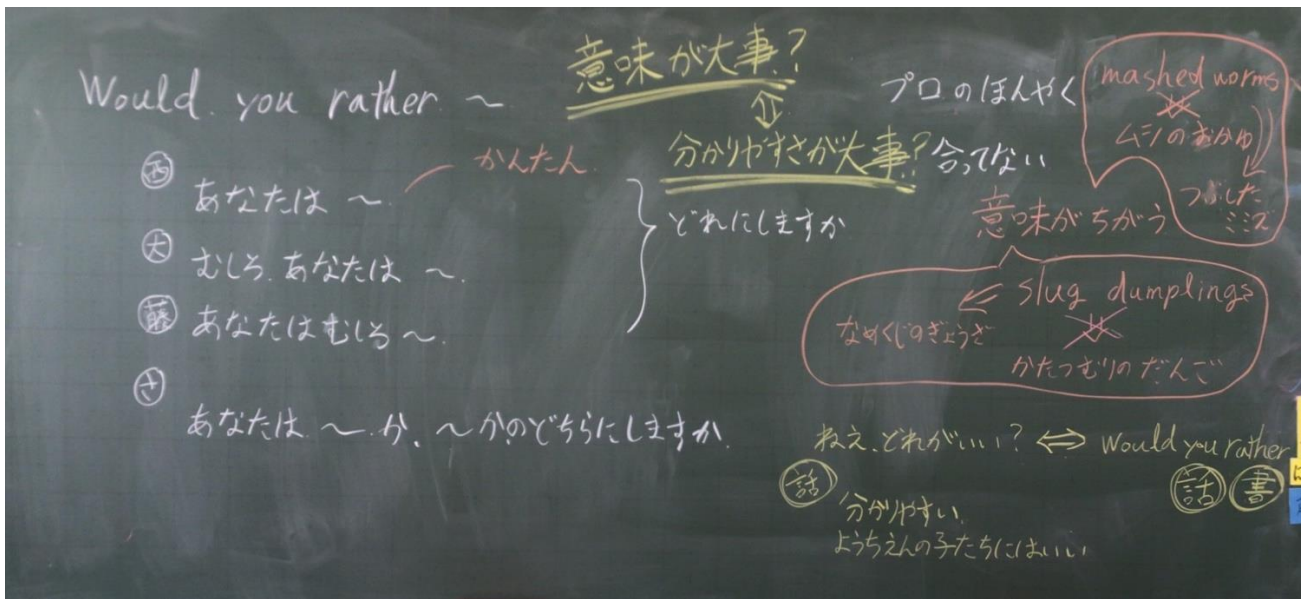 Would you rather ~
西
あなたは ~
かんたん
大
むしろ、あなたは ~
藤
あなたはむしろ ~
さ
あなたは ~ か、~ かのどちらにしますか
どれにしますか
意味が大事?
⇕
分かりやすさが大事?
プロのほんやく
合ってない
意味がちがう
mashed worms
ムシのおかゆ
つぶした
ミミズ
slug dumplings
なめくじのぎょうざ
かたつむりのだんご
ねえ、どれがいい? ⇔ Would you rather
話
分かりやすい
ようちえんの子たちにはいい
話 書